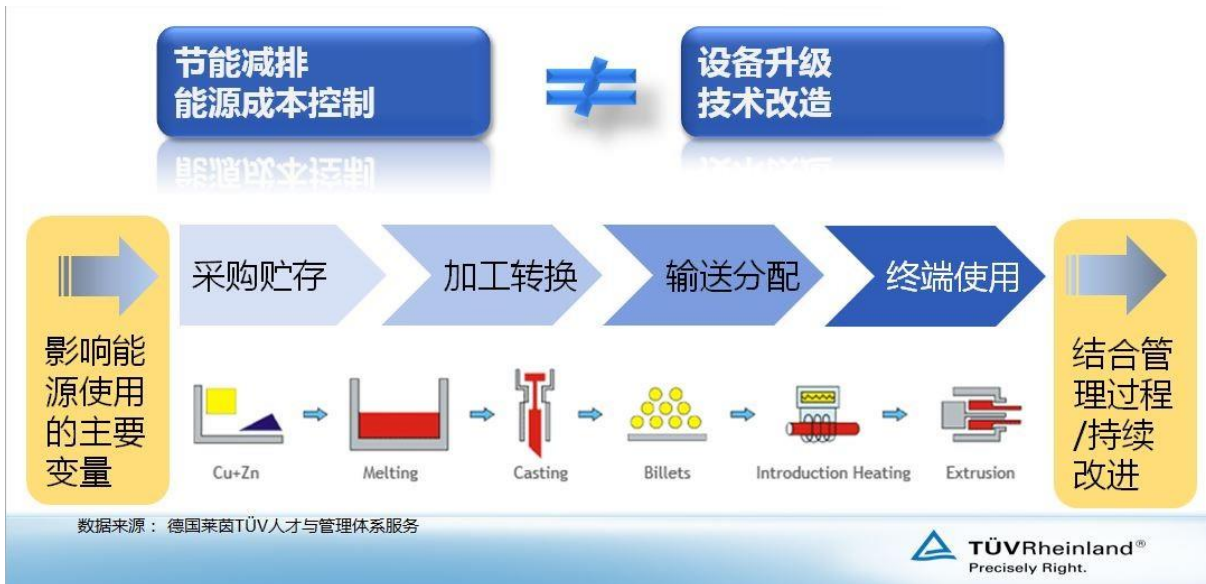 节能减排
能源成本控制
设备升级
技术改造
影响能
源使用
的主要
变量
采购贮存
加工转换
输送分配
终端使用
结合管
理过程
/持续
改进
Cu+Zn
Melting
Casting
Billets
Introduction Heating
Extrusion
数据来源： 德国莱茵TÜV人才与管理体系服务
TÜVRheinland®
Precisely Right.